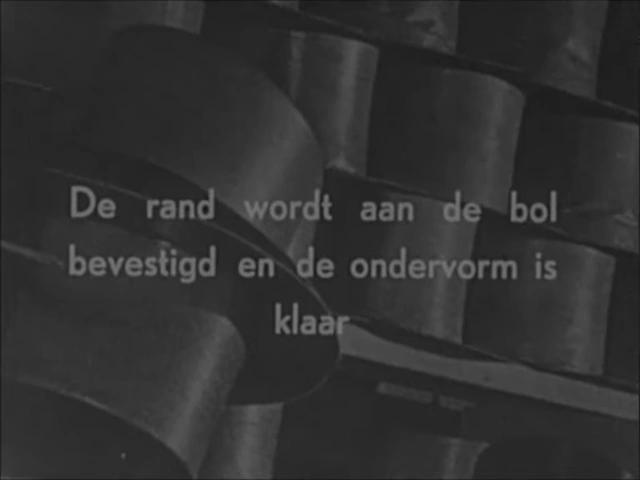 De rand wordt aan de bol
bevestigd en de ondervorm is
klaar